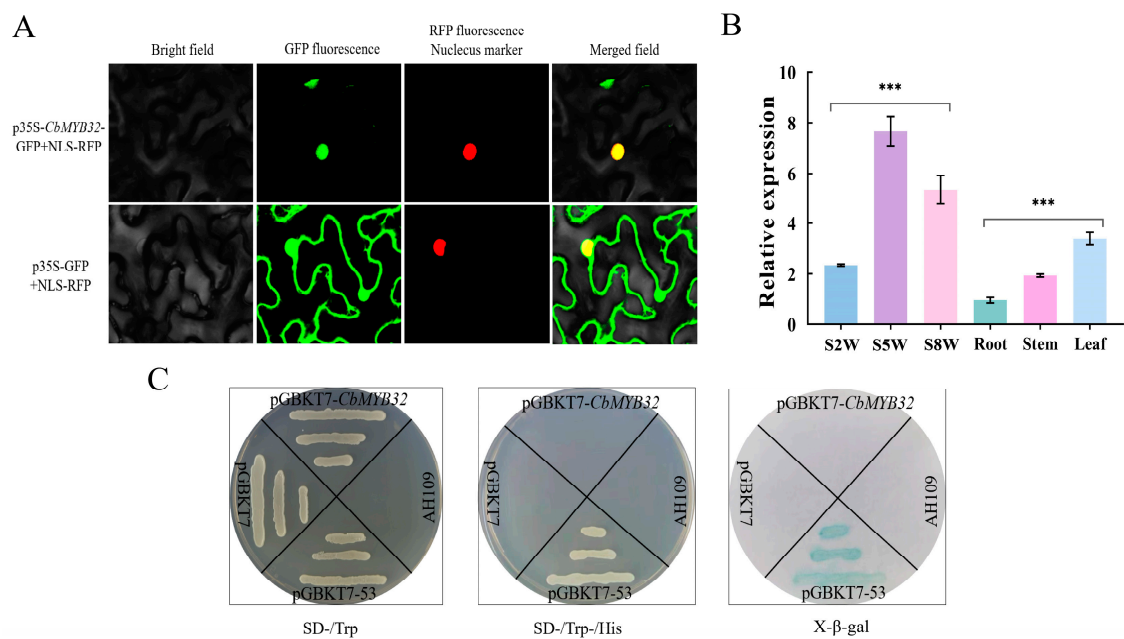 A
Bright field
GFP fluorescence
RFP fluorescence
Nuclecus marker
Merged field
p35S-CbMYB32-
GFP+NLS-RFP
p35S-GFP
+NLS-RFP
B
Relative expression
10
8
6
4
2
0
***
***
S2W
S5W
S8W
Root
Stem
Leaf
C
pGBKT7-CbMYB32
pGBKT7
AH109
pGBKT7-53
SD-/Trp
pGBKT7-CbMYB32
pGBKT7
AH109
pGBKT7-53
SD-/Trp-/His
pGBKT7-CbMYB32
pGBKT7
AH109
pGBKT7-53
X-β-gal